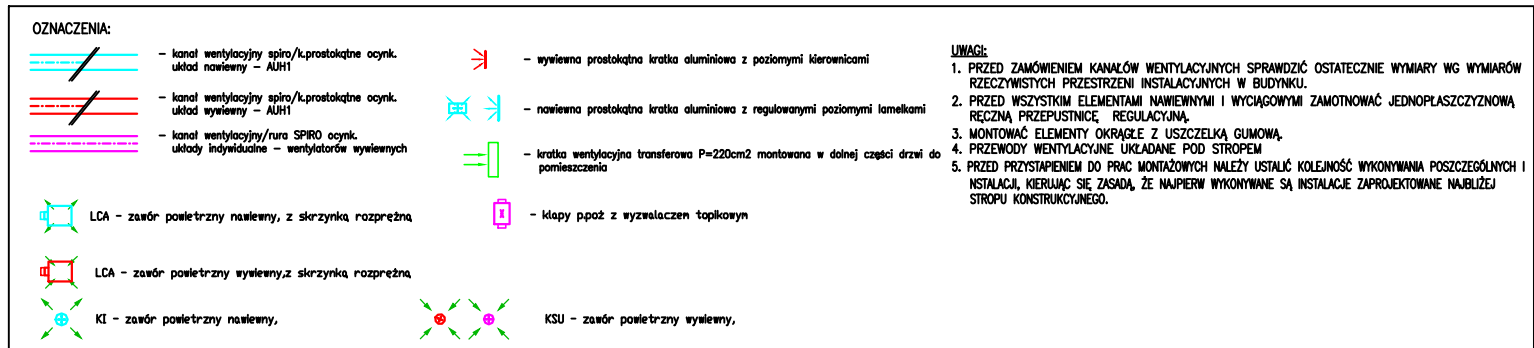 OZNACZENIA:
- kanał wentylacyjny spiro/k.prostokątne ocynk.
układ nawiewny - AUH1
- kanał wentylacyjny spiro/k.prostokątne ocynk.
układ wywiewny - AUH1
- kanał wentylacyjny/rura SPIRO ocynk.
układy indywidualne - wentylatorów wywiewnych
LCA - zawór powietrzny nawiewny, z skrzynką rozprężną
LCA - zawór powietrzny wywiewny,z skrzynką rozprężną
KI - zawór powietrzny nawiewny,
- wywiewna prostokątna kratka aluminiowa z poziomymi kierownicami
- nawiewna prostokątna kratka aluminiowa z regulowanymi poziomymi lamelkami
- kratka wentylacyjna transferowa P=220cm2 montowana w dolnej części drzwi do
pomieszczenia
- klapy p.poż z wyzwalaczem topikowym
KSU - zawór powietrzny wywiewny,
UWAGI:
1. PRZED ZAMÓWIENIEM KANAŁÓW WENTYLACYJNYCH SPRAWDZIĆ OSTATECZNIE WYMIARY WG WYMIARÓW
RZECZYWISTYCH PRZESTRZENI INSTALACYJNYCH W BUDYNKU.
2. PRZED WSZYSTKIM ELEMENTAMI NAWIEWNYMI I WYCIĄGOWYMI ZAMOTNOWAĆ JEDNOPŁASZCZYZNOWĄ
RĘCZNĄ PRZEPUSTNICĘ REGULACYJNĄ.
3. MONTOWAĆ ELEMENTY OKRĄGŁE Z USZCZELKĄ GUMOWĄ.
4. PRZEWODY WENTYLACYJNE UKŁADANE POD STROPEM
5. PRZED PRZYSTAPIENIEM DO PRAC MONTAŻOWYCH NALEŻY USTALIĆ KOLEJNOŚĆ WYKONYWANIA POSZCZEGÓLNYCH I
NSTALACJI, KIERUJĄC SIĘ ZASADĄ, ŻE NAJPIERW WYKONYWANE SĄ INSTALACJE ZAPROJEKTOWANE NAJBLIŻEJ
STROPU KONSTRUKCYJNEGO.